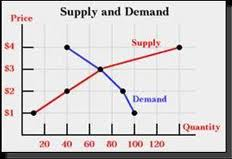 Supply and Demand
Price
$4
Supply
$3
$2
Demand
$1
Quantity
20 40 60 80 100 120